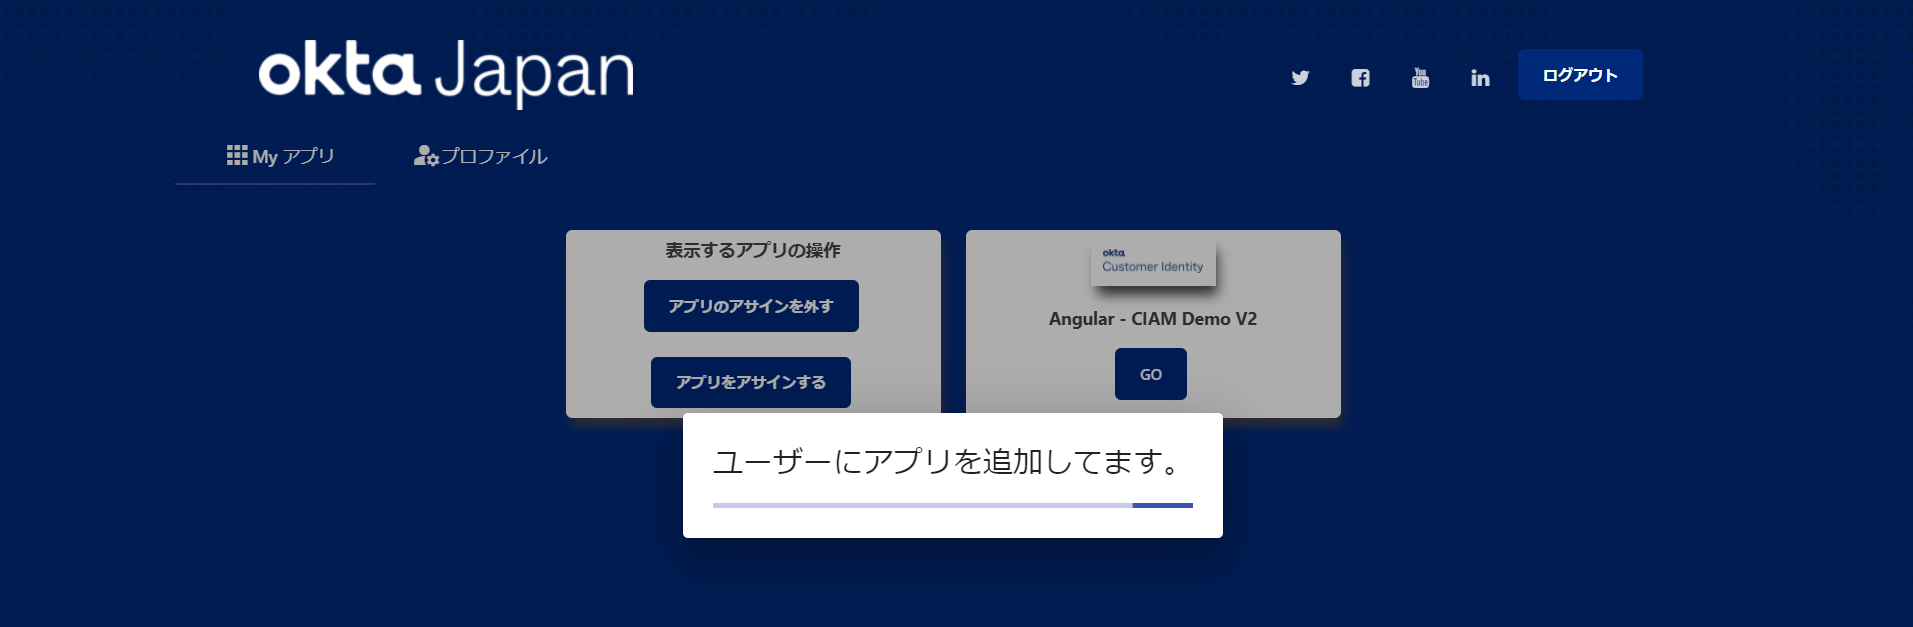 okta Japan
ログアウト
My アプリ
プロファイル
表示するアプリの操作
アプリのアサインを外す
アプリをアサインする
okta
Customer Identity
Angular - CIAM Demo V2
GO
ユーザーにアプリを追加してます。